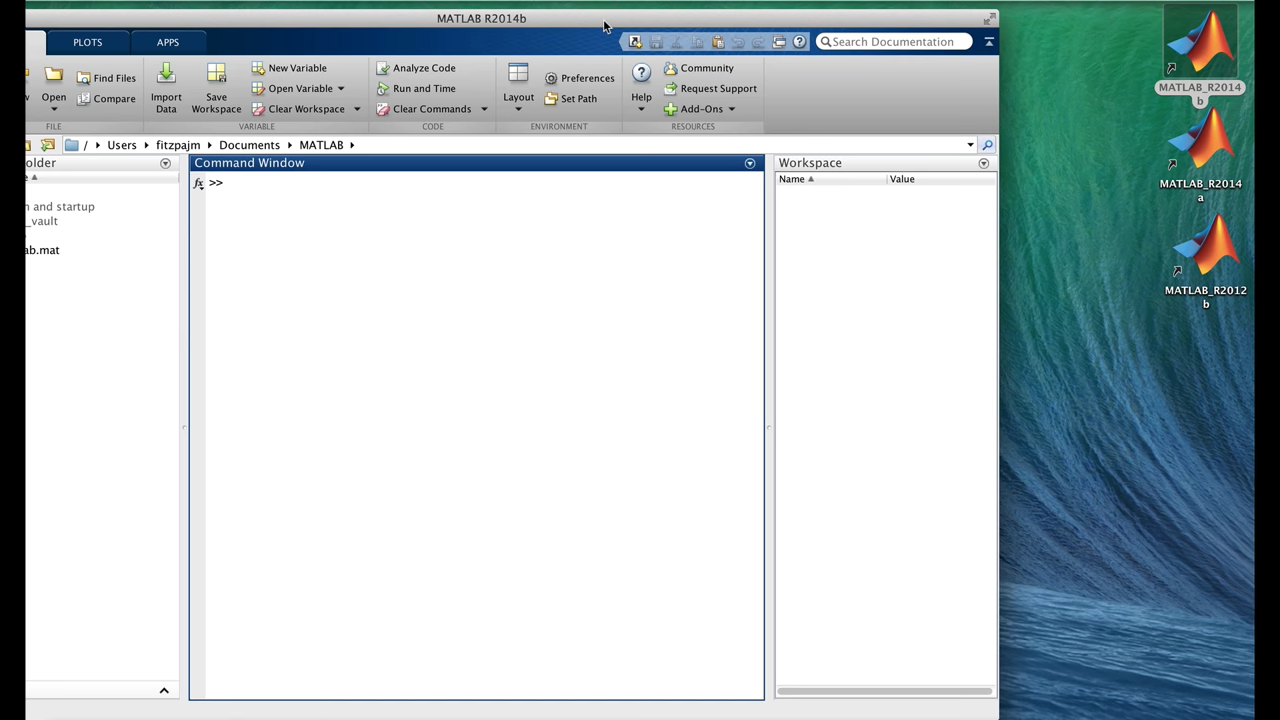 MATLAB R2014b
PLOTS
APPS
Search Documentation
Open
Find Files
Compare
FILE
Import
Data
Save
Workspace
New Variable
Open Variable
Clear Workspace
VARIABLE
Analyze Code
Run and Time
Clear Commands
CODE
Layout
Preferences
Set Path
ENVIRONMENT
Help
Community
Request Support
Add-Ons
RESOURCES
/ Users fitzpajm Documents MATLAB
older
Command Window
fx >>
Workspace
Name
Value
e
n and startup
_vault
ab.mat
MATLAB_R2014
b
MATLAB_R2014
a
MATLAB_R2012
b